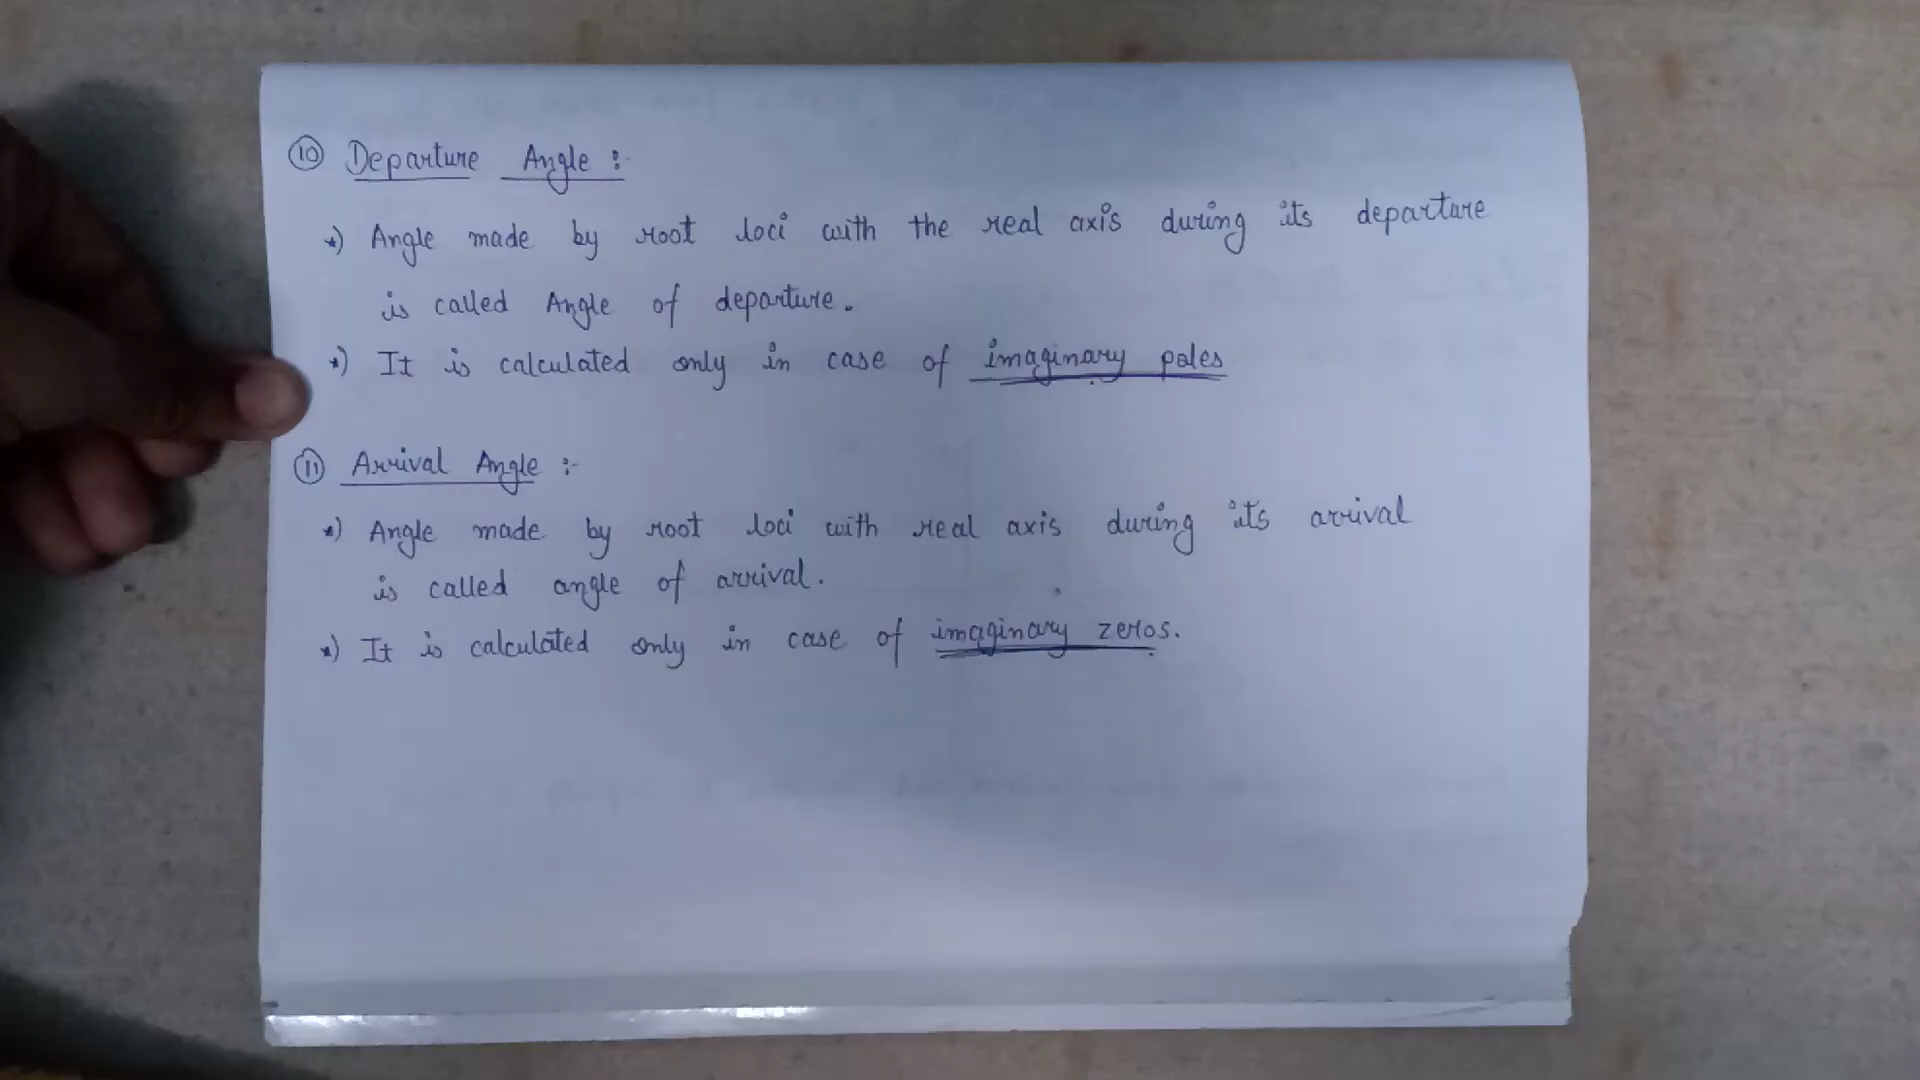 10 Departure Angle :-
*) Angle made by root loci with the real axis during its departure
is called Angle of departure.
*) It is calculated only in case of imaginary poles
11 Arrival Angle :-
*) Angle made by root loci with real axis during its arrival
is called angle of arrival.
*) It is calculated only in case of imaginary zeros.